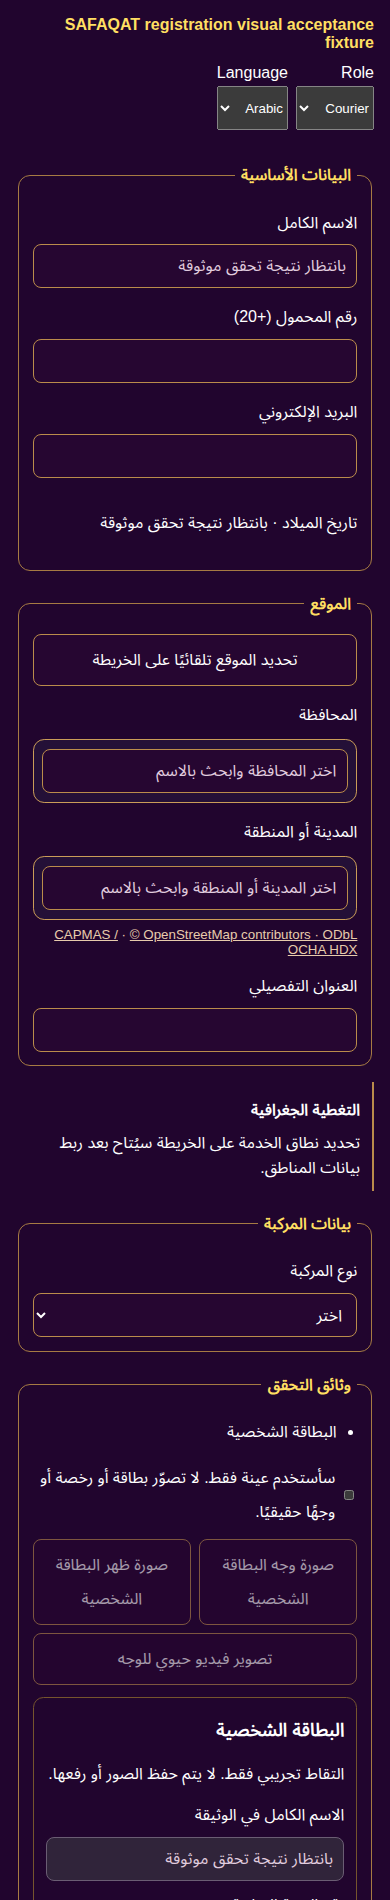 SAFAQAT registration visual acceptance
fixture
Role
Language
Courier
Arabic
البيانات الأساسية
الاسم الكامل
بانتظار نتيجة تحقق موثوقة
رقم المحمول (+20)
البريد الإلكتروني
تاريخ الميلاد · بانتظار نتيجة تحقق موثوقة
الموقع
تحديد الموقع تلقائيًا على الخريطة
المحافظة
اختر المحافظة وابحث بالاسم
المدينة أو المنطقة
اختر المدينة أو المنطقة وابحث بالاسم
© OpenStreetMap contributors · ODbL · CAPMAS /
OCHA HDX
العنوان التفصيلي
التغطية الجغرافية
تحديد نطاق الخدمة على الخريطة سيُتاح بعد ربط
بيانات المناطق.
بيانات المركبة
نوع المركبة
اختر
وثائق التحقق
• البطاقة الشخصية
سأستخدم عينة فقط. لا تصوّر بطاقة أو رخصة أو
وجهًا حقيقيًا.
صورة وجه البطاقة
الشخصية
صورة ظهر البطاقة
الشخصية
تصوير فيديو حيوي للوجه
البطاقة الشخصية
التقاط تجريبي فقط. لا يتم حفظ الصور أو رفعها.
الاسم الكامل في الوثيقة
بانتظار نتيجة تحقق موثوقة